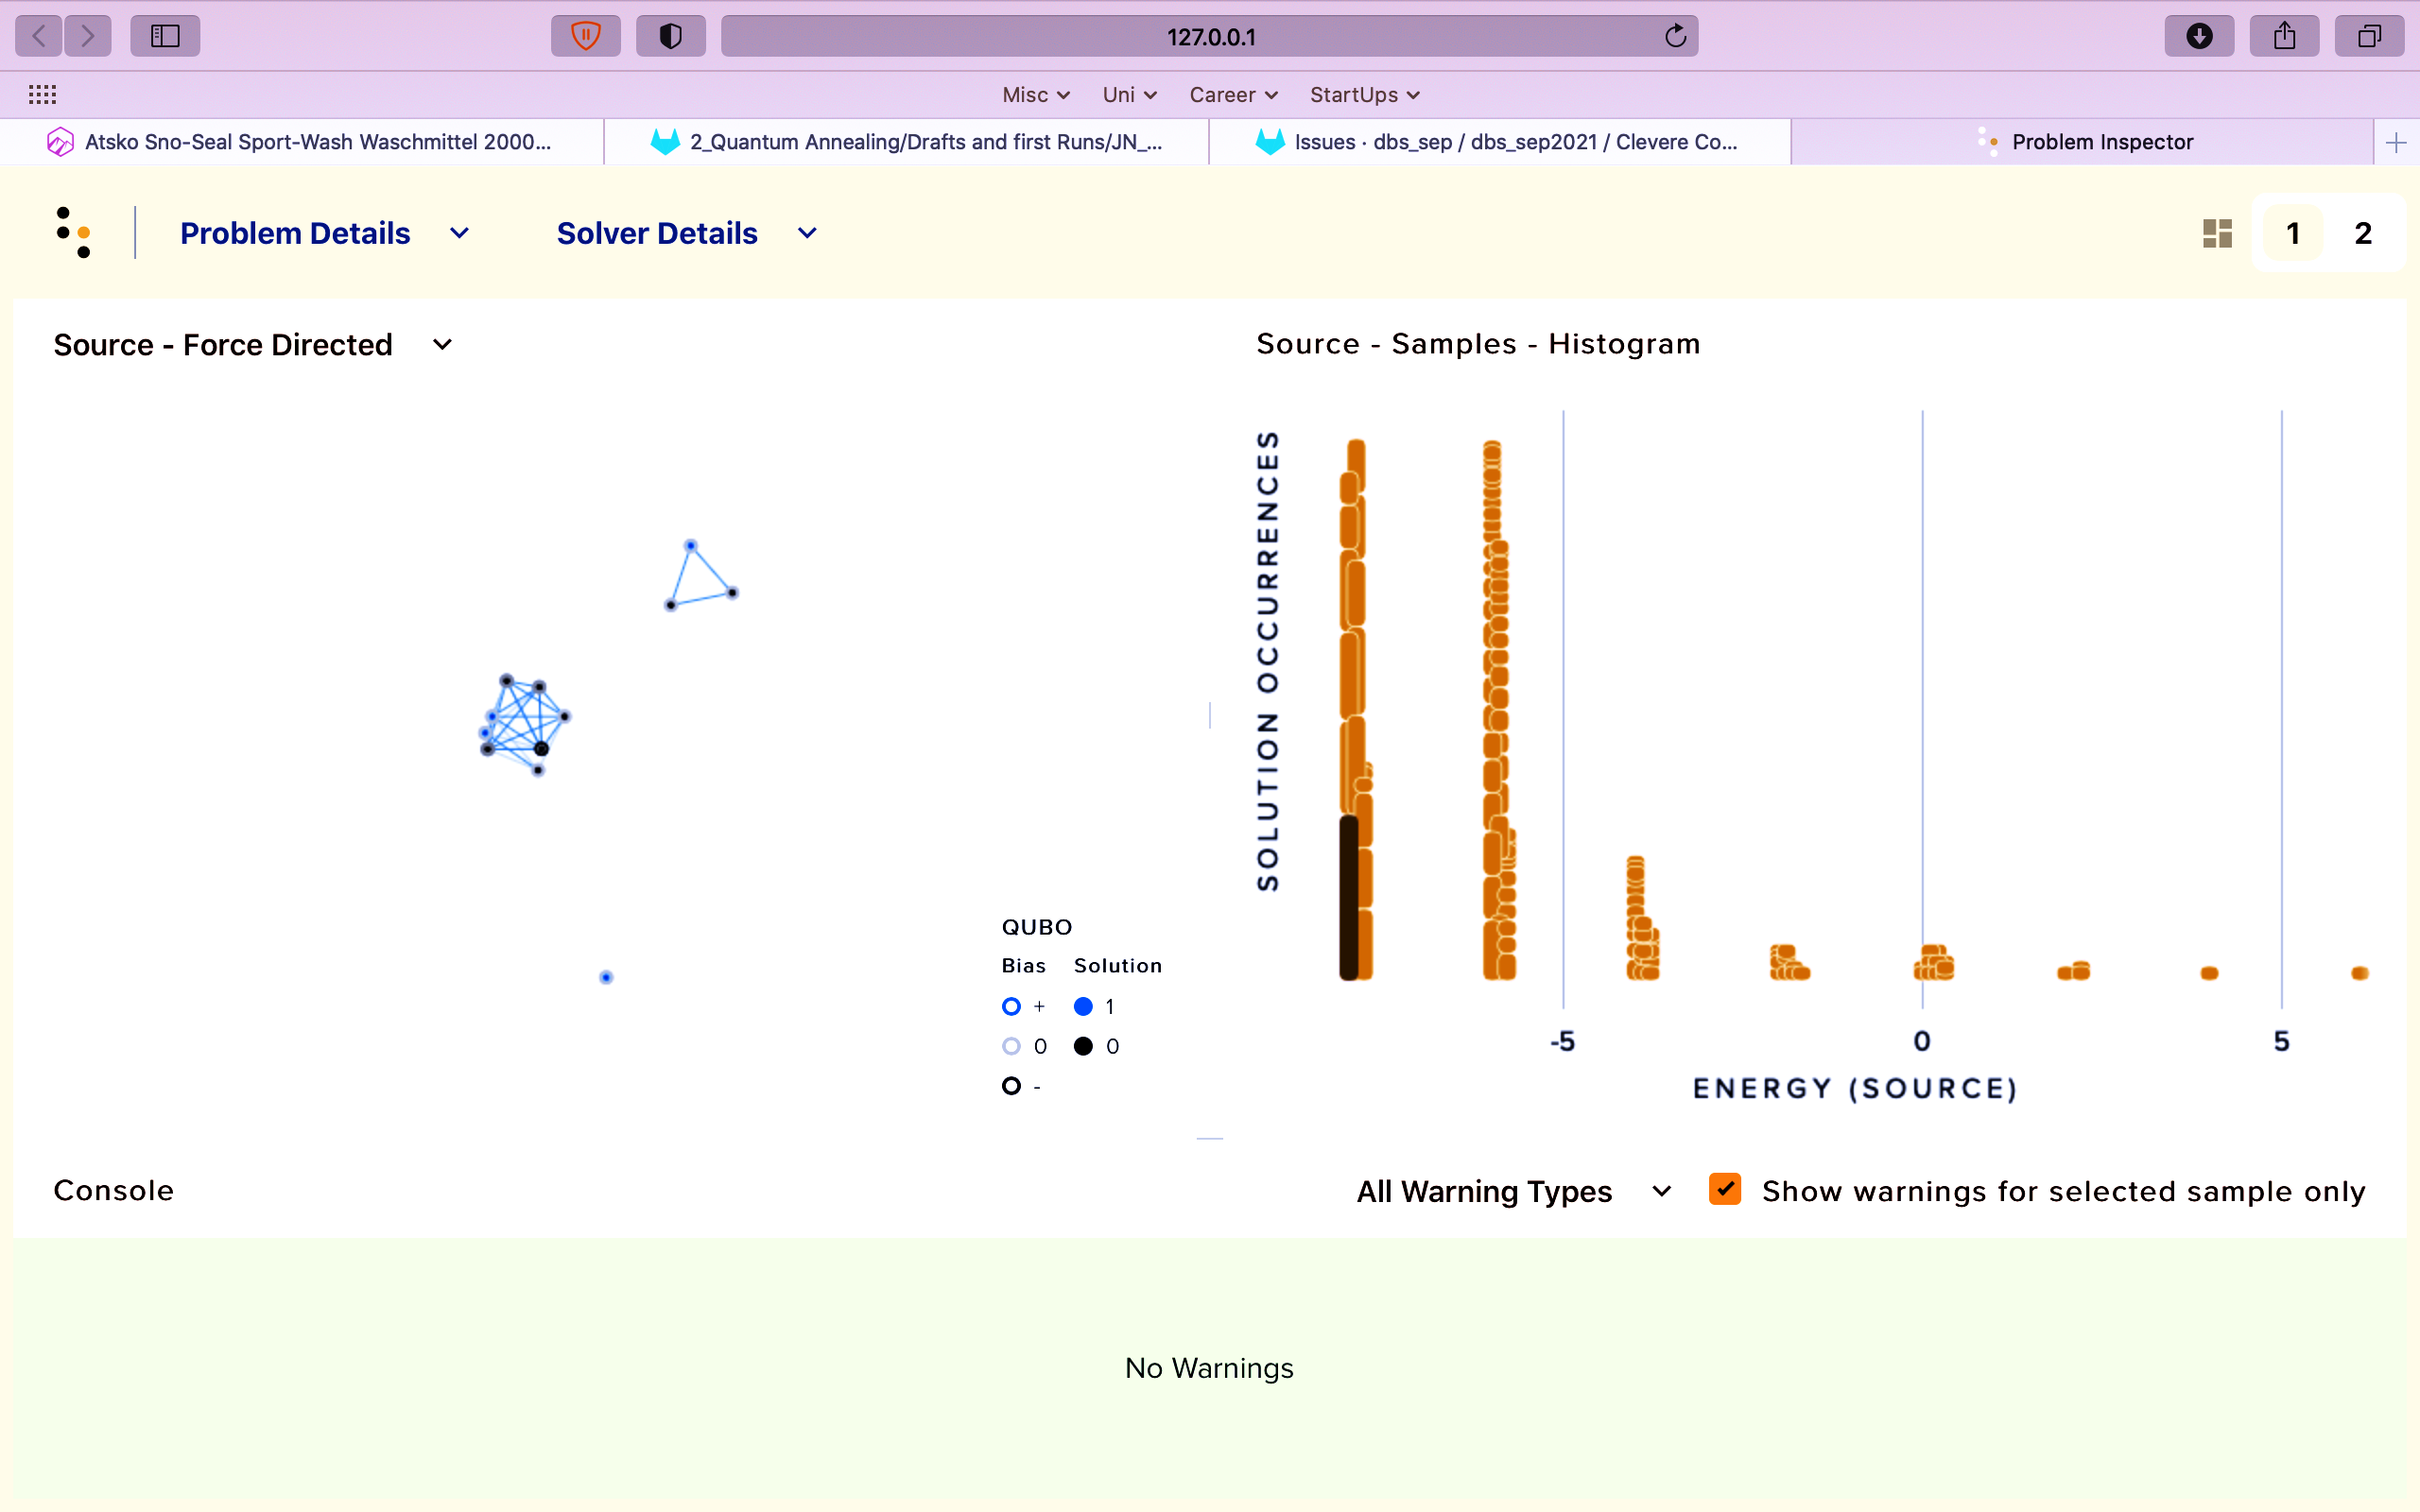 127.0.0.1
Misc Uni Career StartUps
Atsko Sno-Seal Sport-Wash Waschmittel 2000...
2_Quantum Annealing/Drafts and first Runs/JN_...
Issues · dbs_sep / dbs_sep2021 / Clevere Co...
Problem Inspector
Problem Details
Solver Details
1 2
Source - Force Directed
Source - Samples - Histogram
SOLUTION OCCURRENCES
QUBO
Bias Solution
+ 1
0 0
-
-5 0 5
ENERGY (SOURCE)
Console
All Warning Types
Show warnings for selected sample only
No Warnings